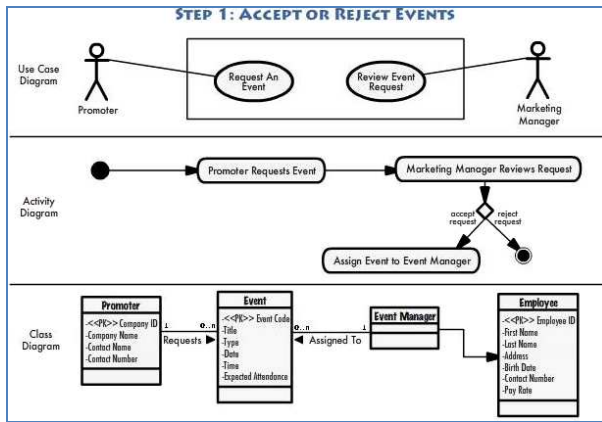 STEP 1: ACCEPT OR REJECT EVENTS
Use Case
Diagram
Promoter
Request An
Event
Review Event
Request
Marketing
Manager
Activity
Diagram
Promoter Requests Event
Marketing Manager Reviews Request
accept
request
reject
request
Assign Event to Event Manager
Class
Diagram
Promoter
-<<PK>> Company ID
-Company Name
-Contact Name
-Contact Number
1
0..n
Requests
Event
-<<PK>> Event Code
-Title
-Type
-Date
-Time
-Expected Attendance
0..n
1
Assigned To
Event Manager
Employee
-<<PK>> Employee ID
-First Name
-Last Name
-Address
-Birth Date
-Contact Number
-Pay Rate